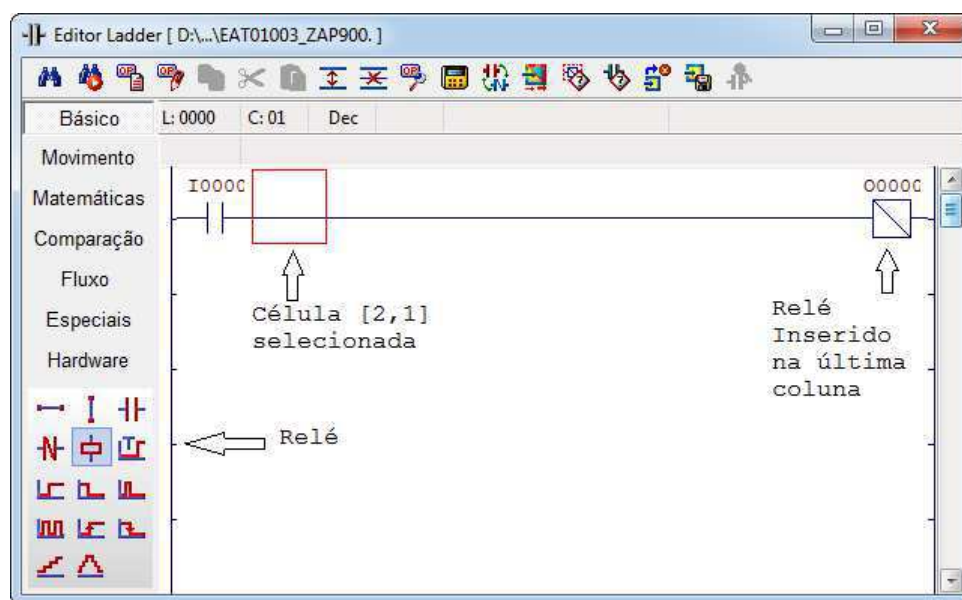 Editor Ladder [ D:\...\EAT01003_ZAP900. ]
Básico
L: 0000 C: 01 Dec
Movimento
Matemáticas
Comparação
Fluxo
Especiais
Hardware
I0000
O0000
Célula [2,1]
selecionada
Relé
Inserido
na última
coluna
Relé